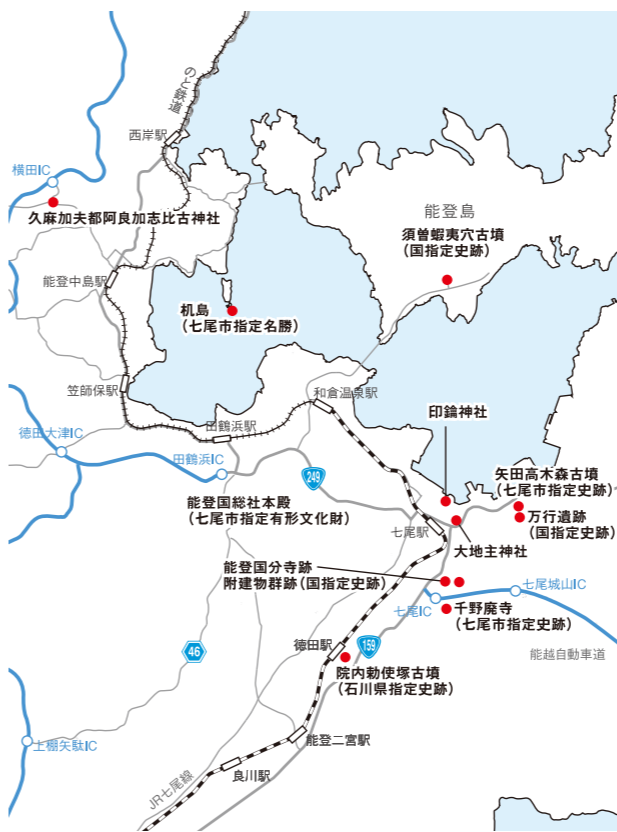 のと鉄道
西岸駅
横田IC
久麻加夫都阿良加志比古神社
能登島
須曽蝦夷穴古墳
（国指定史跡）
能登中島駅
机島
（七尾市指定名勝）
笠師保駅
和倉温泉駅
田鶴浜駅
徳田大津IC
田鶴浜IC
印鑰神社
249
矢田高木森古墳
（七尾市指定史跡）
万行遺跡
（国指定史跡）
能登国総社本殿
（七尾市指定有形文化財）
七尾駅
大地主神社
能登国分寺跡
附建物群跡（国指定史跡）
七尾城山IC
七尾IC
千野廃寺
（七尾市指定史跡）
能越自動車道
46
徳田駅
159
院内勅使塚古墳
（石川県指定史跡）
上棚矢駄IC
能登二宮駅
良川駅
JR七尾線